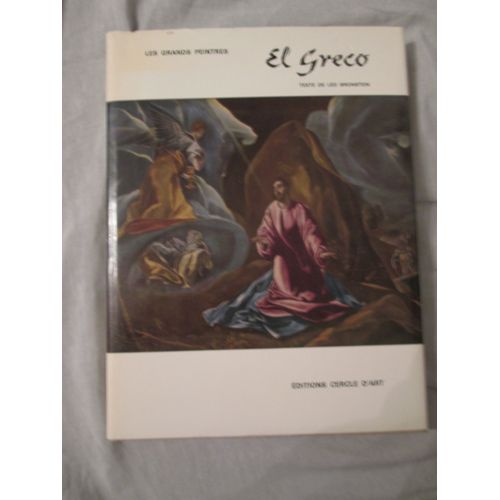 LES GRANDS PEINTRES
El Greco
TEXTE DE LEO BRONSTEIN
EDITIONS CERCLE D'ART